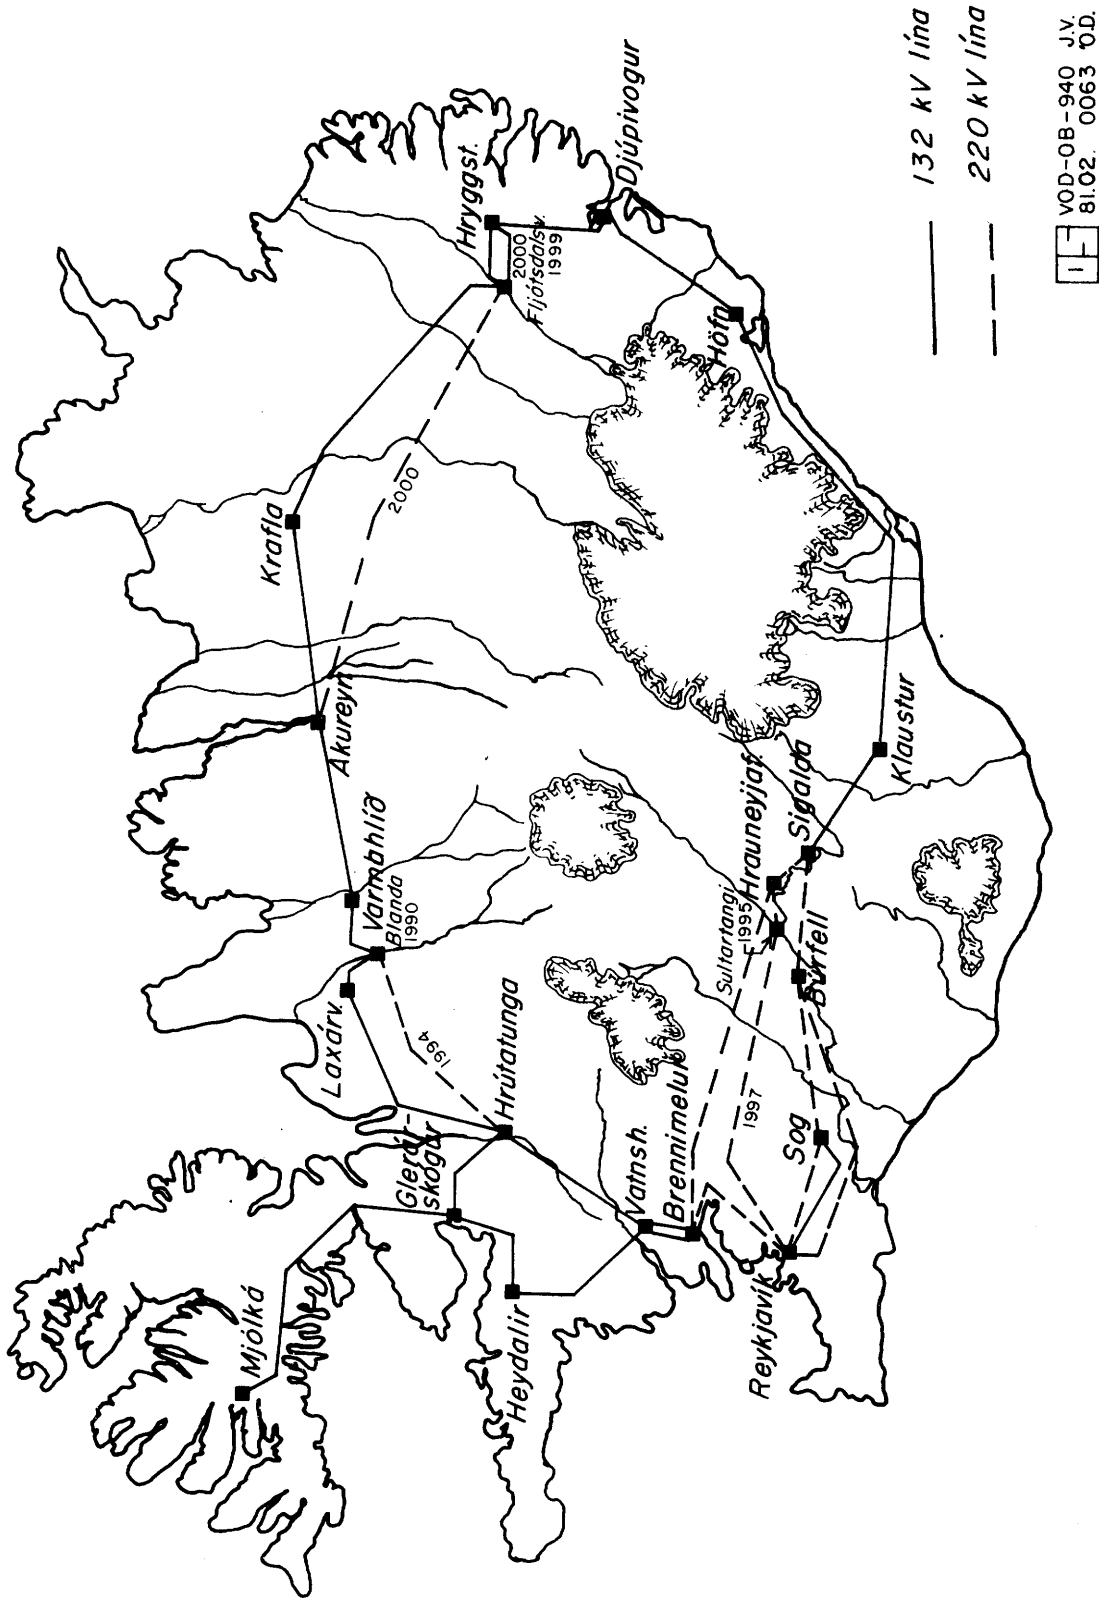 Mjólká
Glerár-
skógar
Heydalir
Laxárv.
Hrútatunga
1994
Varmahlíð
Blanda
1990
Akureyri
Krafla
2000
Hryggst.
2000
Fljótsdalsv.
1999
Djúpivogur
Höfn
Klaustur
Sigalda
Hrauneyjaf.
Sultartangi
1995
Búrfell
1997
Sog
Vatnsh.
Brennimelur
Reykjavík
132 kV lína
220 kV lína
VOD-OB-940 J.V.
81.02. 0063 'O.D.